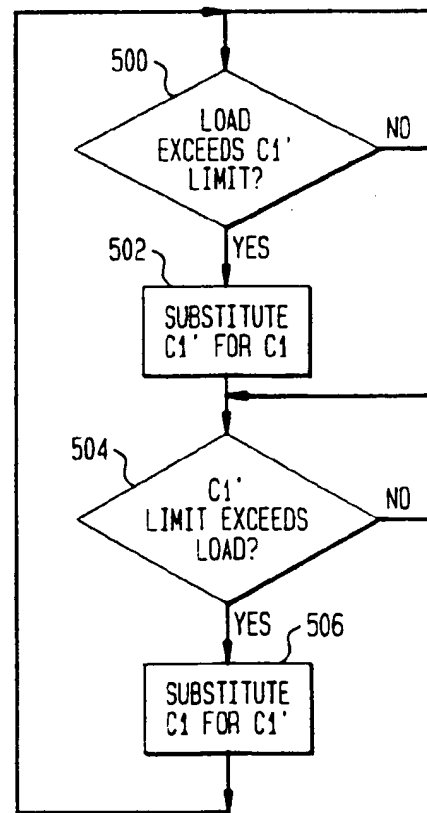 500
LOAD
EXCEEDS C1'
LIMIT?
NO
YES
502
SUBSTITUTE
C1' FOR C1
504
C1'
LIMIT EXCEEDS
LOAD?
NO
YES
506
SUBSTITUTE
C1 FOR C1'